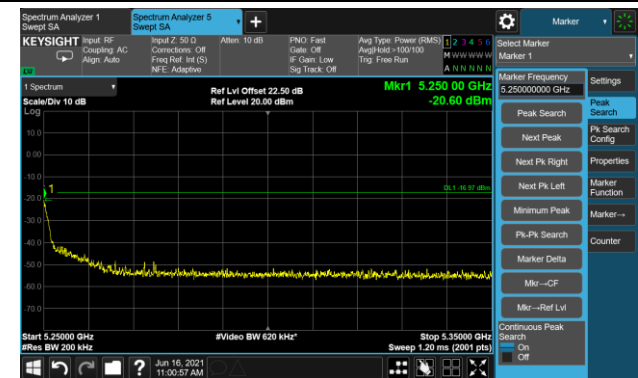 Spectrum Analyzer 1
Swept SA
Spectrum Analyzer 5
Swept SA
Marker
KEYSIGHT
Input: RF
Coupling: AC
Align: Auto
Input Z: 50 Ω
Corrections: Off
Freq Ref: Int (S)
NFE: Adaptive
Atten: 10 dB
PNO: Fast
Gate: Off
IF Gain: Low
Sig Track: Off
Avg Type: Power (RMS)
Avg|Hold:>100/100
Trig: Free Run
1 2 3 4 5 6
M W W W W W
A N N N N N
Select Marker
Marker 1
1 Spectrum
Scale/Div 10 dB
Log
Ref Lvl Offset 22.50 dB
Ref Level 20.00 dBm
Mkr1 5.250 00 GHz
-20.60 dBm
10.0
0.00
-10.0
-20.0
-30.0
-40.0
-50.0
-60.0
-70.0
1
DL1 -16.97 dBm
Start 5.25000 GHz
#Res BW 200 kHz
#Video BW 620 kHz*
Stop 5.35000 GHz
Sweep 1.20 ms (2001 pts)
Marker Frequency
5.250000000 GHz
Peak Search
Next Peak
Next Pk Right
Next Pk Left
Minimum Peak
Pk-Pk Search
Marker Delta
Mkr→CF
Mkr→Ref Lvl
Continuous Peak
Search
On
Off
Settings
Peak
Search
Pk Search
Config
Properties
Marker
Function
Marker→
Counter
Jun 16, 2021
11:00:57 AM